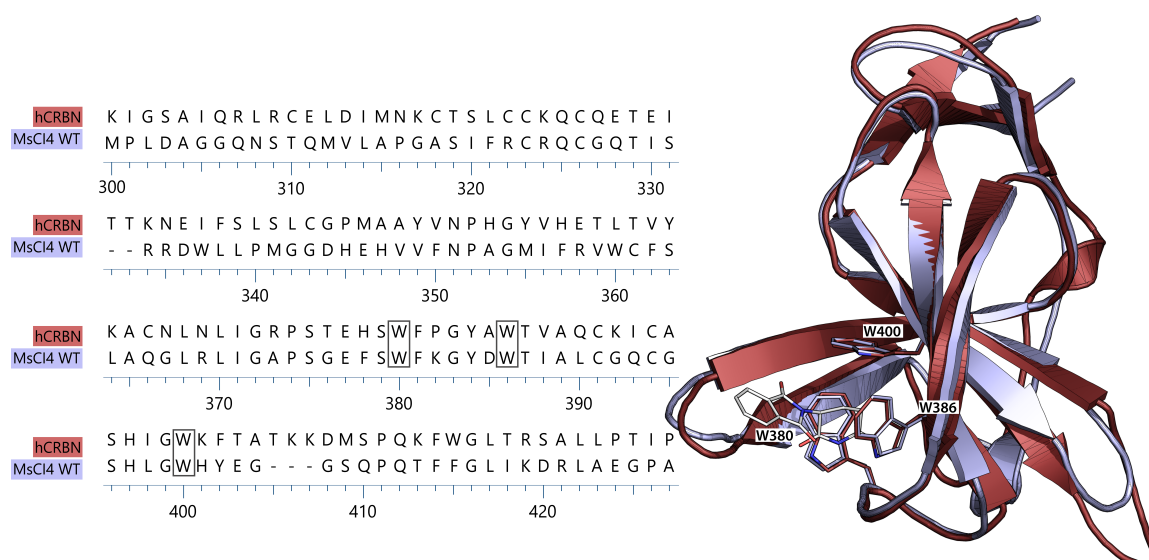 hCRBN K I G S A I Q R L R C E L D I M N K C T S L C C K Q C Q E T E I
MsCI4 WT M P L D A G G Q N S T Q M V L A P G A S I F R C R Q C G Q T I S
300 310 320 330
hCRBN T T K N E I F S L S L C G P M A A Y V N P H G Y V H E T L T V Y
MsCI4 WT - - R R D W L L P M G G D H E H V V F N P A G M I F R V W C F S
340 350 360
hCRBN K A C N L N L I G R P S T E H S W F P G Y A W T V A Q C K I C A
MsCI4 WT L A Q G L R L I G A P S G E F S W F K G Y D W T I A L C G Q C G
370 380 390
hCRBN S H I G W K F T A T K K D M S P Q K F W G L T R S A L L P T I P
MsCI4 WT S H L G W H Y E G - - - G S Q P Q T F F G L I K D R L A E G P A
400 410 420
W400
W386
W380